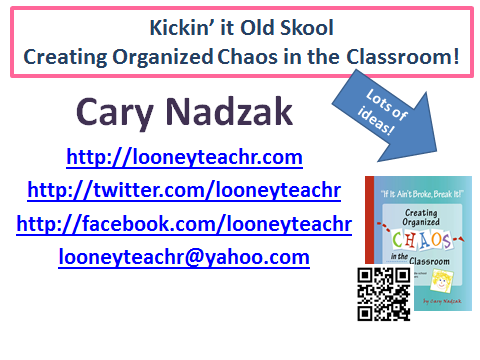 Kickin’ it Old Skool
Creating Organized Chaos in the Classroom!
Cary Nadzak
Lots of
ideas!
http://looneyteachr.com
http://twitter.com/looneyteachr
http://facebook.com/looneyteachr
looneyteachr@yahoo.com
"If It Ain't Broke, Break It!"
Creating
Organized
CHAOS
in the
Classroom
by Cary Nadzak